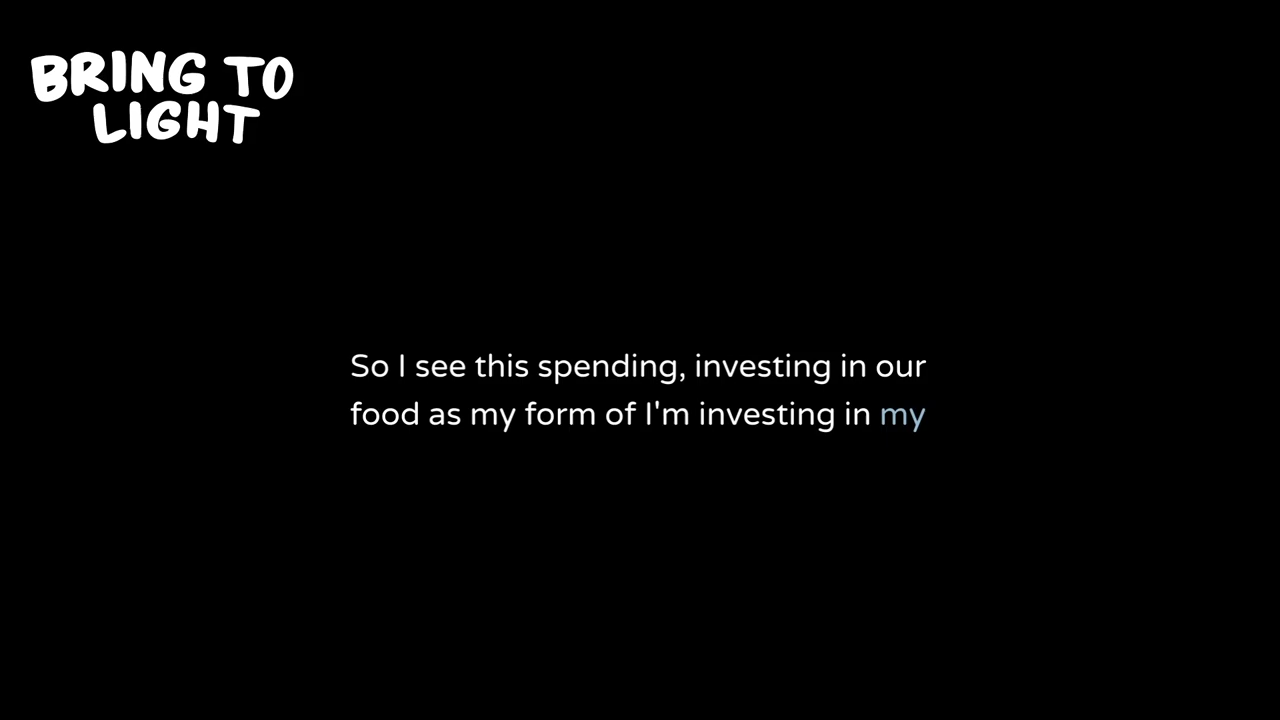 BRING TO
LIGHT
So I see this spending, investing in our
food as my form of I'm investing in my